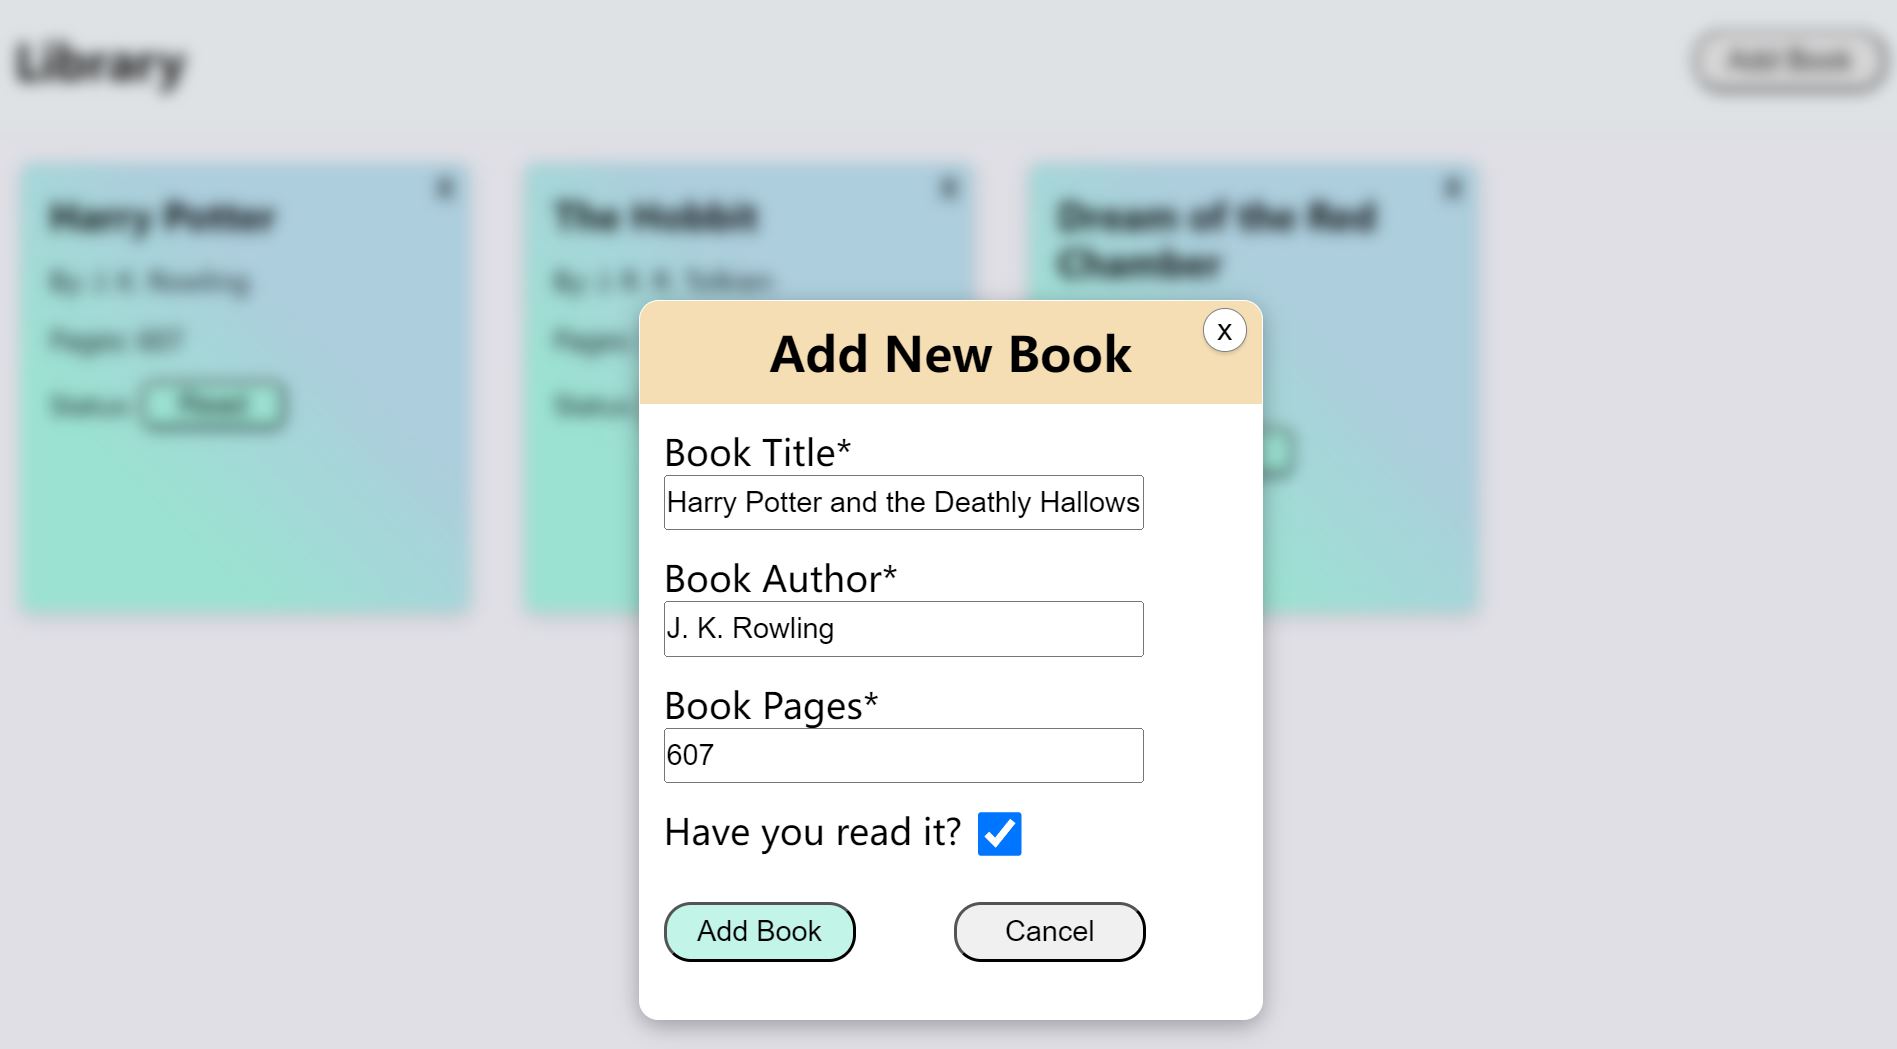 Library
Add Book
Harry Potter
By J. K. Rowling
Pages: 607
Status: Read
x
The Hobbit
By J. R. R. Tolkien
Pages:
Status:
x
Dream of the Red
Chamber
x
Add New Book
x
Book Title*
Harry Potter and the Deathly Hallows
Book Author*
J. K. Rowling
Book Pages*
607
Have you read it?
Add Book
Cancel